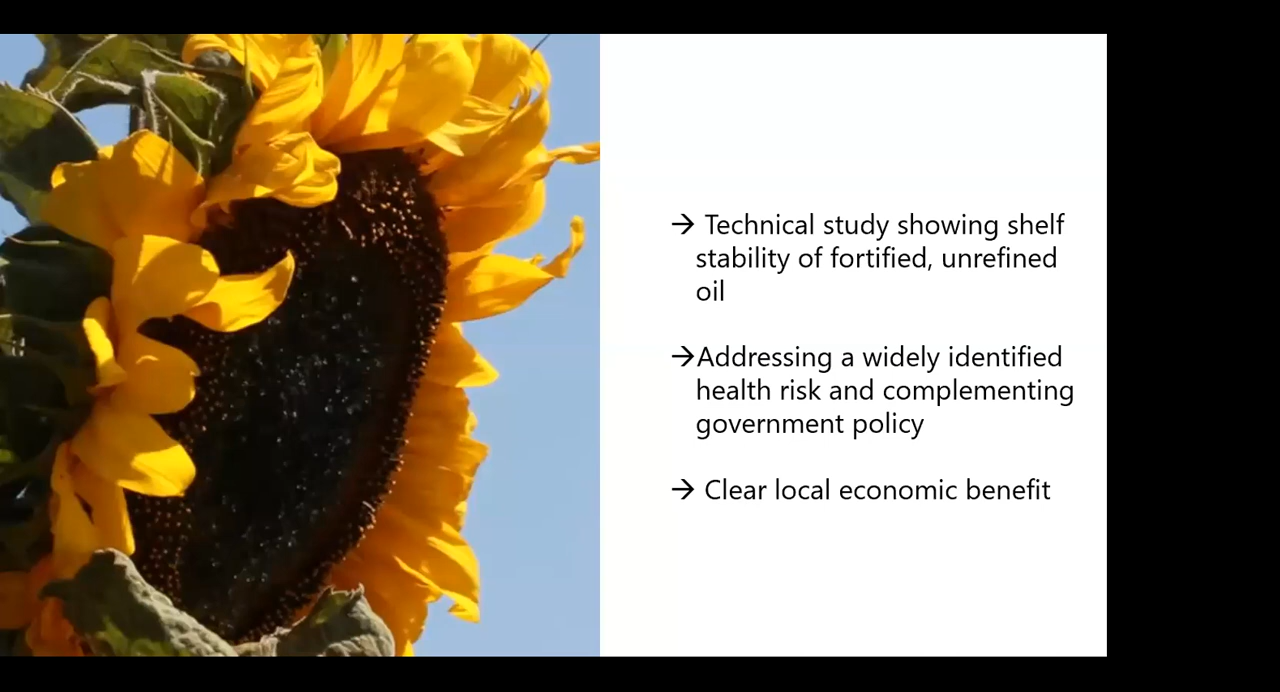 → Technical study showing shelf
stability of fortified, unrefined
oil
→Addressing a widely identified
health risk and complementing
government policy
→ Clear local economic benefit